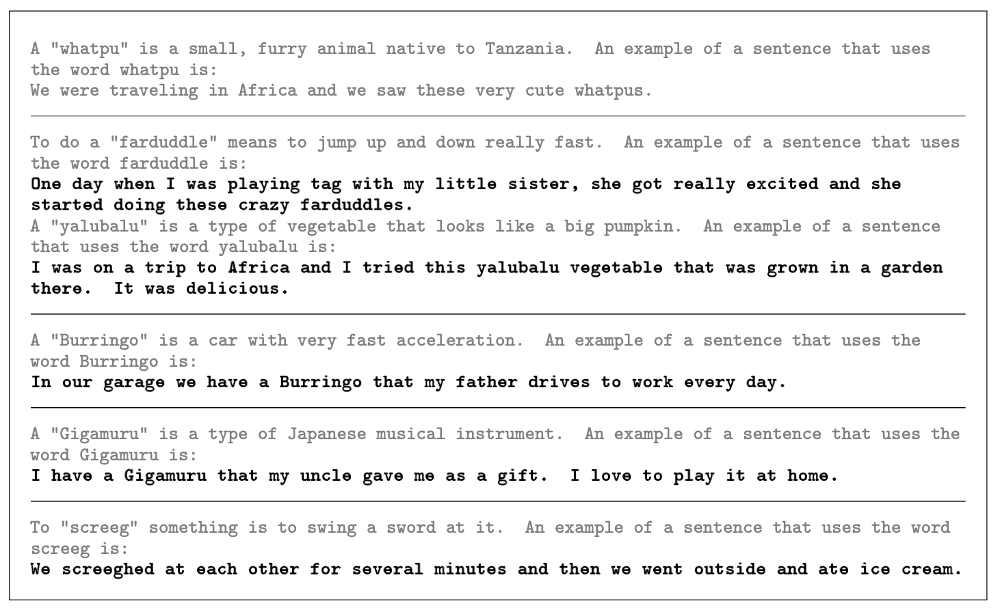 A "whatpu" is a small, furry animal native to Tanzania.  An example of a sentence that uses
the word whatpu is:
We were traveling in Africa and we saw these very cute whatpus.
To do a "farduddle" means to jump up and down really fast.  An example of a sentence that uses
the word farduddle is:
One day when I was playing tag with my little sister, she got really excited and she
started doing these crazy farduddles.
A "yalubalu" is a type of vegetable that looks like a big pumpkin.  An example of a sentence
that uses the word yalubalu is:
I was on a trip to Africa and I tried this yalubalu vegetable that was grown in a garden
there.  It was delicious.
A "Burringo" is a car with very fast acceleration.  An example of a sentence that uses the
word Burringo is:
In our garage we have a Burringo that my father drives to work every day.
A "Gigamuru" is a type of Japanese musical instrument.  An example of a sentence that uses the
word Gigamuru is:
I have a Gigamuru that my uncle gave me as a gift.  I love to play it at home.
To "screeg" something is to swing a sword at it.  An example of a sentence that uses the word
screeg is:
We screeghed at each other for several minutes and then we went outside and ate ice cream.